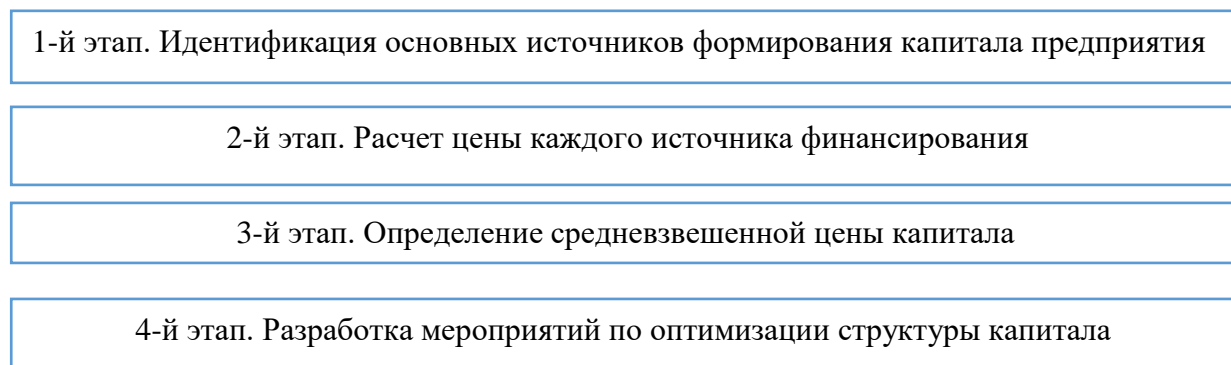 1-й этап. Идентификация основных источников формирования капитала предприятия
2-й этап. Расчет цены каждого источника финансирования
3-й этап. Определение средневзвешенной цены капитала
4-й этап. Разработка мероприятий по оптимизации структуры капитала